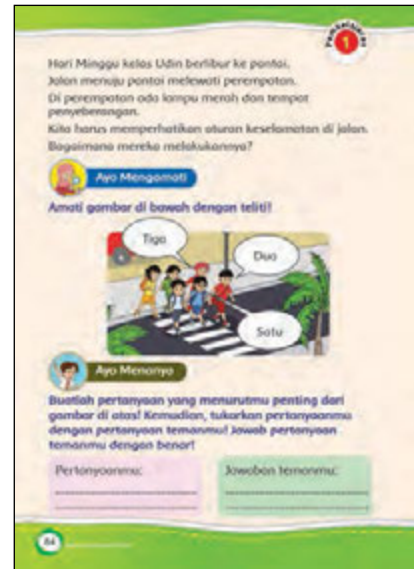 Pembelajaran
1
Hari Minggu kelas Udin berlibur ke pantai.
Jalan menuju pantai melewati perempatan.
Di perempatan ada lampu merah dan tempat
penyeberangan.
Kita harus memperhatikan aturan keselamatan di jalan.
Bagaimana mereka melakukannya?
Ayo Mengamati
Amati gambar di bawah dengan teliti!
Tiga
Dua
Satu
Ayo Menanya
Buatlah pertanyaan yang menurutmu penting dari
gambar di atas! Kemudian, tukarkan pertanyaanmu
dengan pertanyaan temanmu! Jawab pertanyaan
temanmu dengan benar!
Pertanyaanmu:
Jawaban temanmu:
84